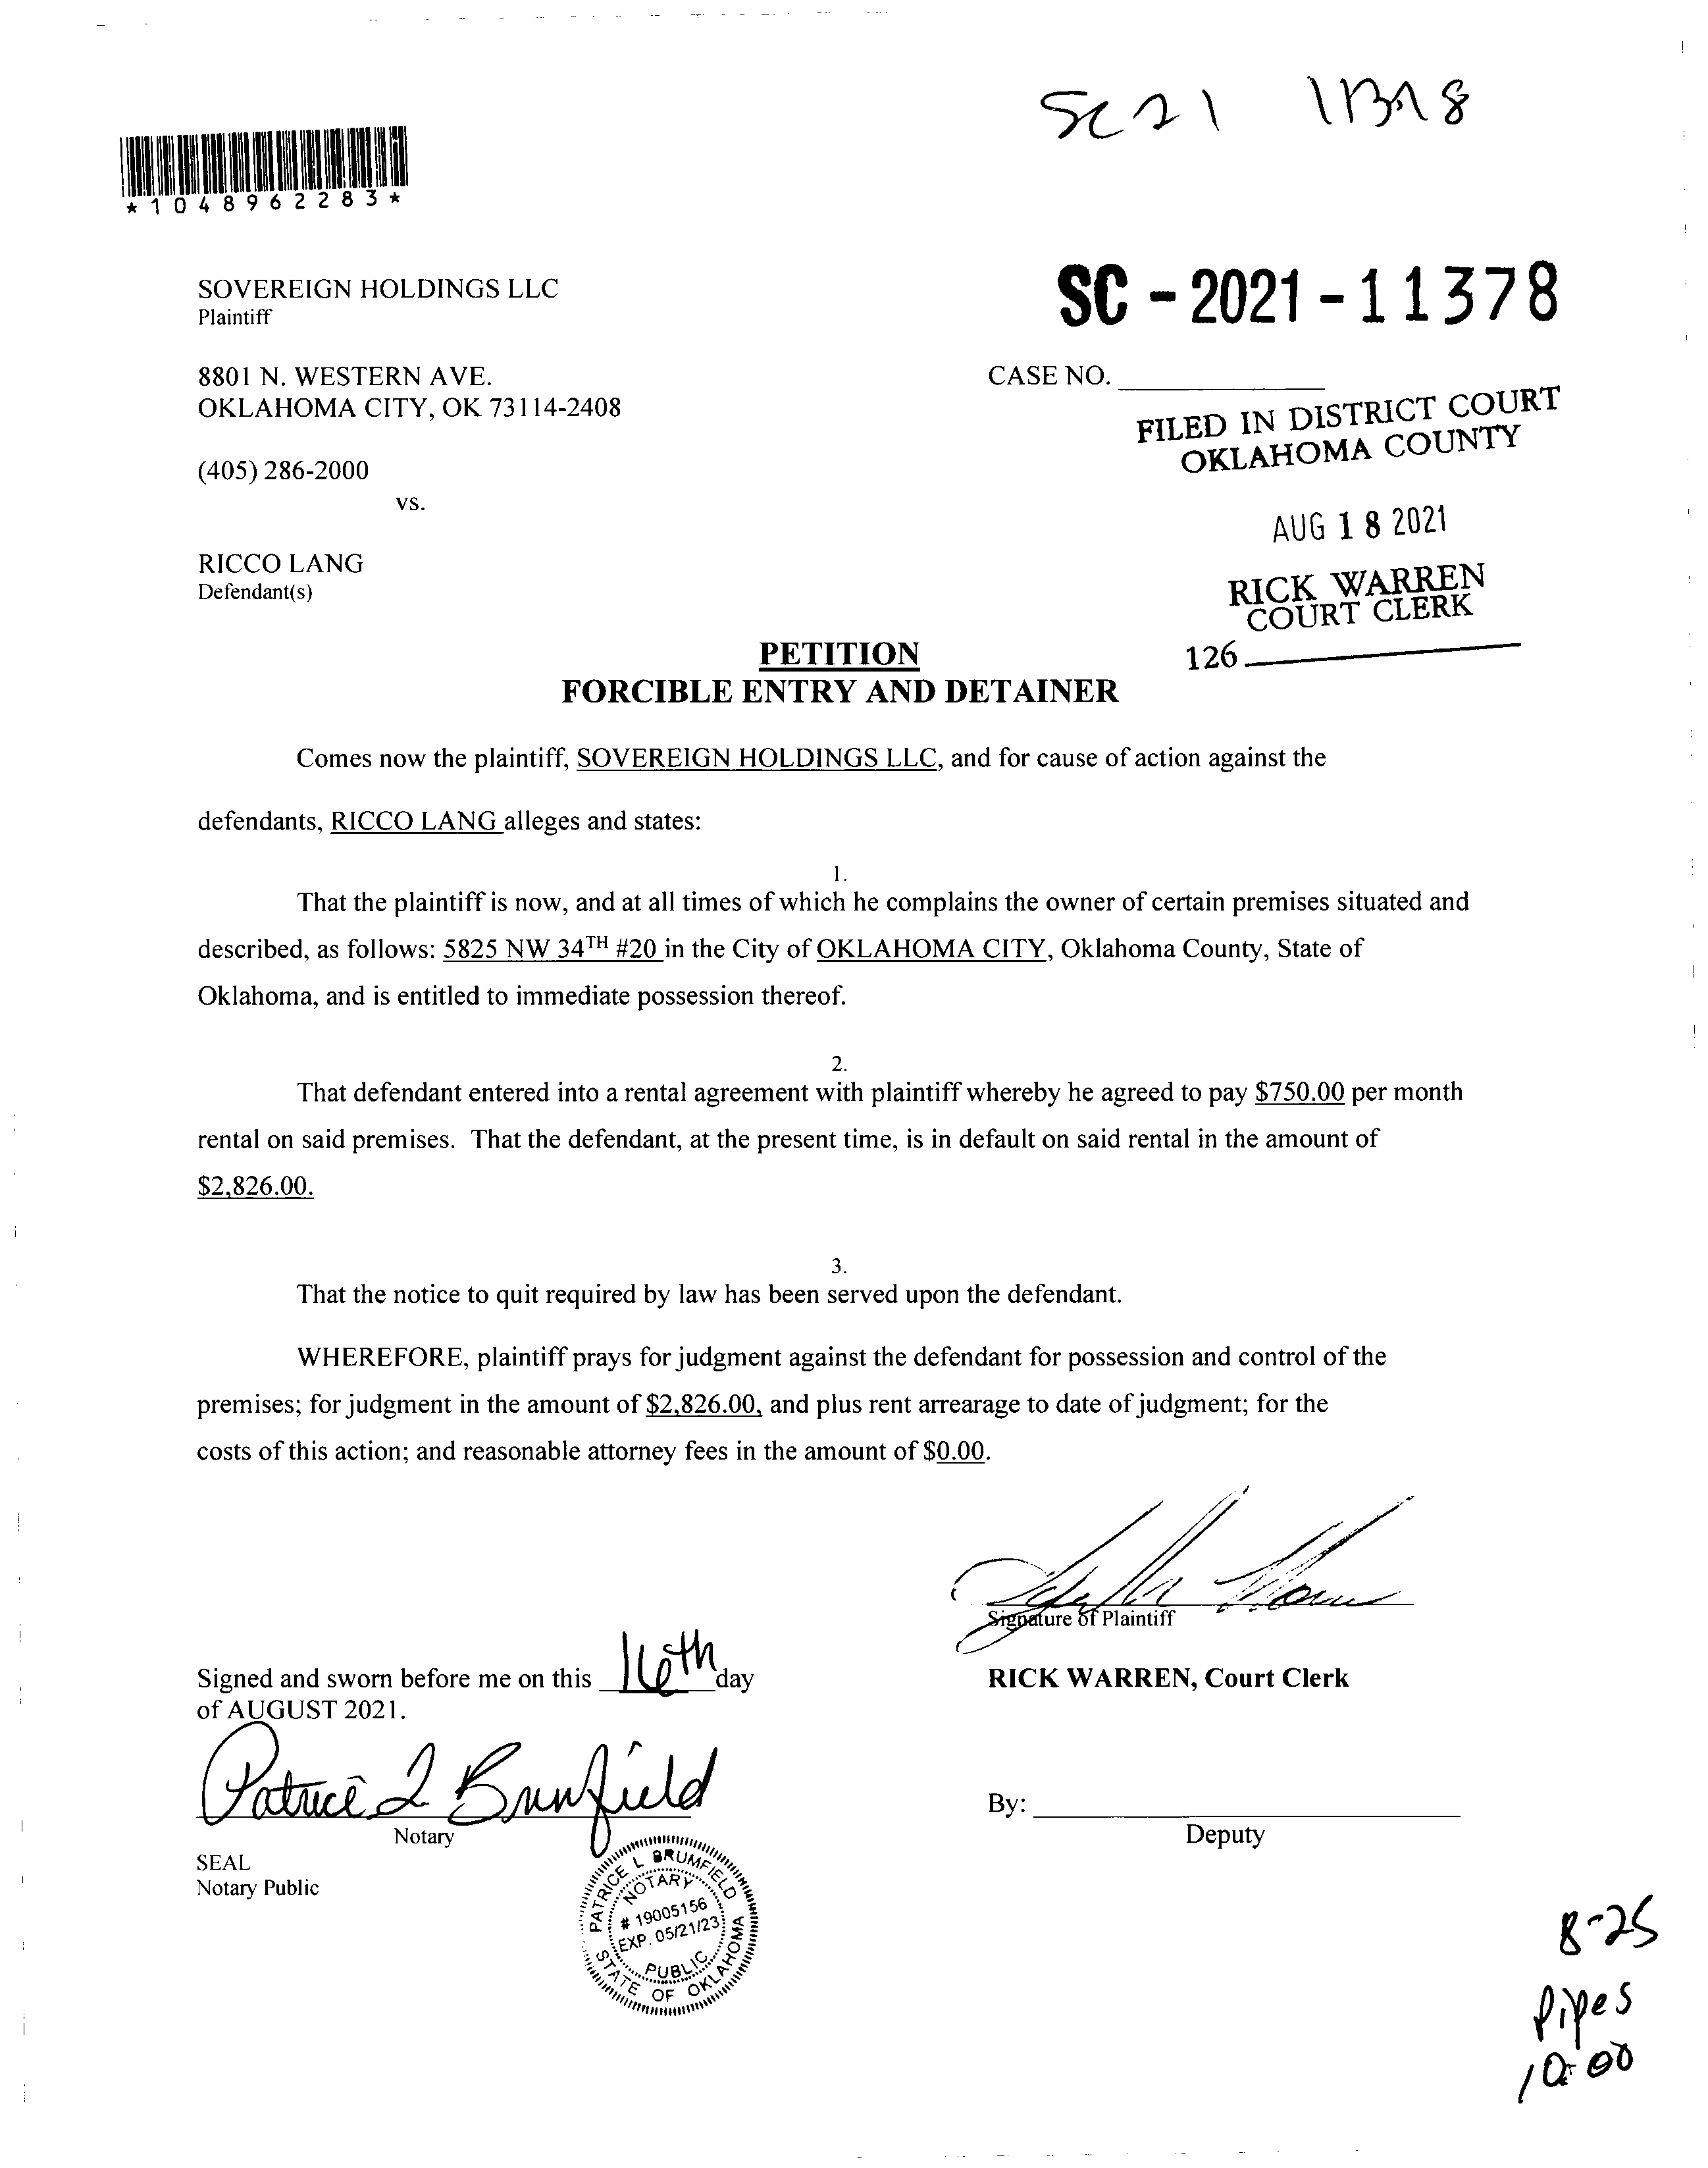 SC21 11378
*1048962283*
SC-2021-11378
SOVEREIGN HOLDINGS LLC
Plaintiff
8801 N. WESTERN AVE.
OKLAHOMA CITY, OK 73114-2408
CASE NO.
FILED IN DISTRICT COURT
OKLAHOMA COUNTY
(405) 286-2000
vs.
AUG 18 2021
RICCO LANG
Defendant(s)
RICK WARREN
COURT CLERK
126
PETITION
FORCIBLE ENTRY AND DETAINER
Comes now the plaintiff, SOVEREIGN HOLDINGS LLC, and for cause of action against the
defendants, RICCO LANG alleges and states:
1.
That the plaintiff is now, and at all times of which he complains the owner of certain premises situated and
described, as follows: 5825 NW 34TH #20 in the City of OKLAHOMA CITY, Oklahoma County, State of
Oklahoma, and is entitled to immediate possession thereof.
2.
That defendant entered into a rental agreement with plaintiff whereby he agreed to pay $750.00 per month
rental on said premises. That the defendant, at the present time, is in default on said rental in the amount of
$2,826.00.
3.
That the notice to quit required by law has been served upon the defendant.
WHEREFORE, plaintiff prays for judgment against the defendant for possession and control of the
premises; for judgment in the amount of $2,826.00, and plus rent arrearage to date of judgment; for the
costs of this action; and reasonable attorney fees in the amount of $0.00.
Signature of Plaintiff
Signed and sworn before me on this 16th day
of AUGUST 2021.
RICK WARREN, Court Clerk
Patrice L Brumfield
Notary
By:
Deputy
SEAL
Notary Public
PATRICE L BRUMFIELD
NOTARY
# 19005156
EXP. 05/21/23
PUBLIC
STATE OF OKLAHOMA
8-25
Pipes
10:00